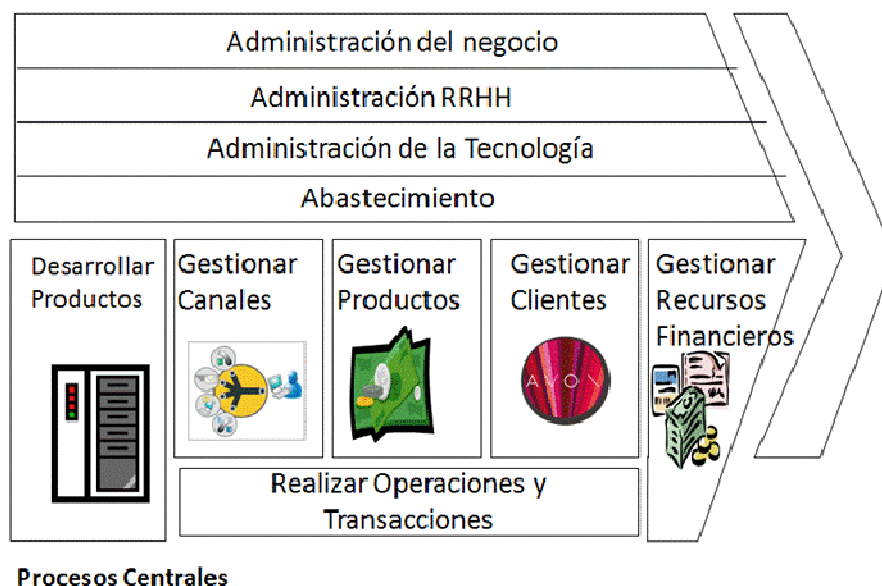 Administración del negocio
Administración RRHH
Administración de la Tecnología
Abastecimiento
Desarrollar
Productos
Gestionar
Canales
Gestionar
Productos
Gestionar
Clientes
Gestionar
Recursos
Financieros
AVON
Realizar Operaciones y
Transacciones
Procesos Centrales